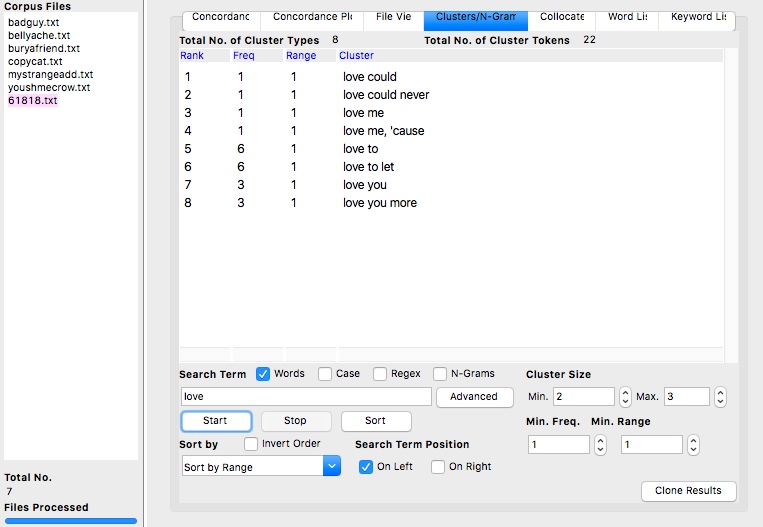 Corpus Files
badguy.txt
bellyache.txt
buryafriend.txt
copycat.txt
mystrangeadd.txt
youshmecrow.txt
61818.txt
Total No.
7
Files Processed
Concordanc Concordance Plo File Vie Clusters/N-Gram Collocate Word Lis Keyword Lis
Total No. of Cluster Types 8 Total No. of Cluster Tokens 22
Rank Freq Range Cluster
1 1 1 love could
2 1 1 love could never
3 1 1 love me
4 1 1 love me, 'cause
5 6 1 love to
6 6 1 love to let
7 3 1 love you
8 3 1 love you more
Search Term Words Case Regex N-Grams Cluster Size
love Advanced Min. 2 Max. 3
Start Stop Sort Min. Freq. Min. Range
Sort by Invert Order Search Term Position 1 1
Sort by Range On Left On Right
Clone Results